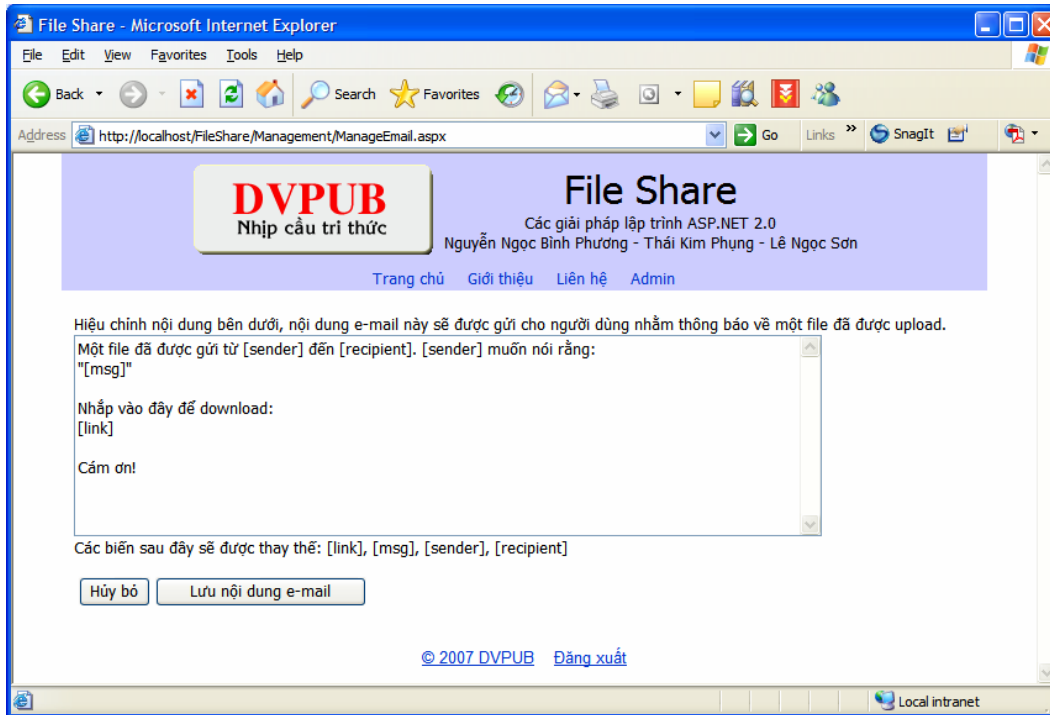 File Share - Microsoft Internet Explorer
File Edit View Favorites Tools Help
Back Search Favorites
Address http://localhost/FileShare/Management/ManageEmail.aspx Go Links » SnagIt
DVPUB
Nhịp cầu tri thức
File Share
Các giải pháp lập trình ASP.NET 2.0
Nguyễn Ngọc Bình Phương - Thái Kim Phụng - Lê Ngọc Sơn
Trang chủ Giới thiệu Liên hệ Admin
Hiệu chỉnh nội dung bên dưới, nội dung e-mail này sẽ được gửi cho người dùng nhằm thông báo về một file đã được upload.
Một file đã được gửi từ [sender] đến [recipient]. [sender] muốn nói rằng:
"[msg]"
Nhắp vào đây để download:
[link]
Cám ơn!
Các biến sau đây sẽ được thay thế: [link], [msg], [sender], [recipient]
Hủy bỏ Lưu nội dung e-mail
© 2007 DVPUB Đăng xuất
Local intranet